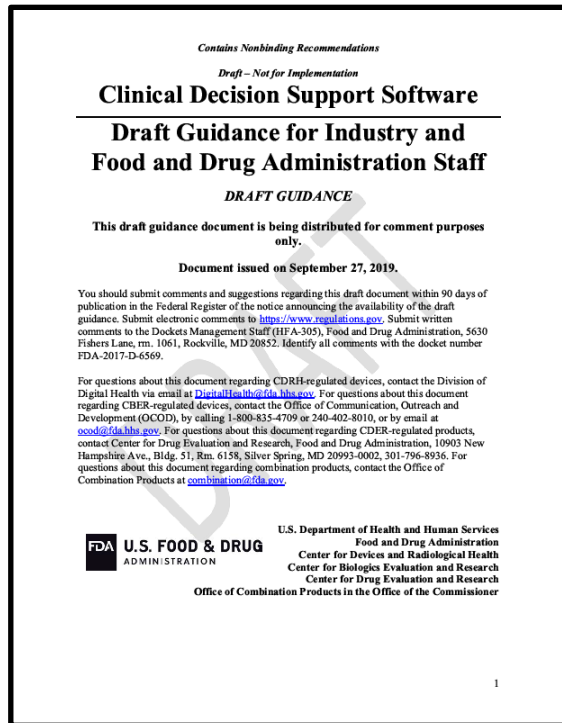 Contains Nonbinding Recommendations
Draft – Not for Implementation
Clinical Decision Support Software
Draft Guidance for Industry and
Food and Drug Administration Staff
DRAFT GUIDANCE
This draft guidance document is being distributed for comment purposes
only.
Document issued on September 27, 2019.
You should submit comments and suggestions regarding this draft document within 90 days of
publication in the Federal Register of the notice announcing the availability of the draft
guidance. Submit electronic comments to https://www.regulations.gov. Submit written
comments to the Dockets Management Staff (HFA-305), Food and Drug Administration, 5630
Fishers Lane, rm. 1061, Rockville, MD 20852. Identify all comments with the docket number
FDA-2017-D-6569.
For questions about this document regarding CDRH-regulated devices, contact the Division of
Digital Health via email at DigitalHealth@fda.hhs.gov. For questions about this document
regarding CBER-regulated devices, contact the Office of Communication, Outreach and
Development (OCOD), by calling 1-800-835-4709 or 240-402-8010, or by email at
ocod@fda.hhs.gov. For questions about this document regarding CDER-regulated products,
contact Center for Drug Evaluation and Research, Food and Drug Administration, 10903 New
Hampshire Ave., Bldg. 51, Rm. 6158, Silver Spring, MD 20993-0002, 301-796-8936. For
questions about this document regarding combination products, contact the Office of
Combination Products at combination@fda.gov.
DRAFT
FDA U.S. FOOD & DRUG
ADMINISTRATION
U.S. Department of Health and Human Services
Food and Drug Administration
Center for Devices and Radiological Health
Center for Biologics Evaluation and Research
Center for Drug Evaluation and Research
Office of Combination Products in the Office of the Commissioner
1